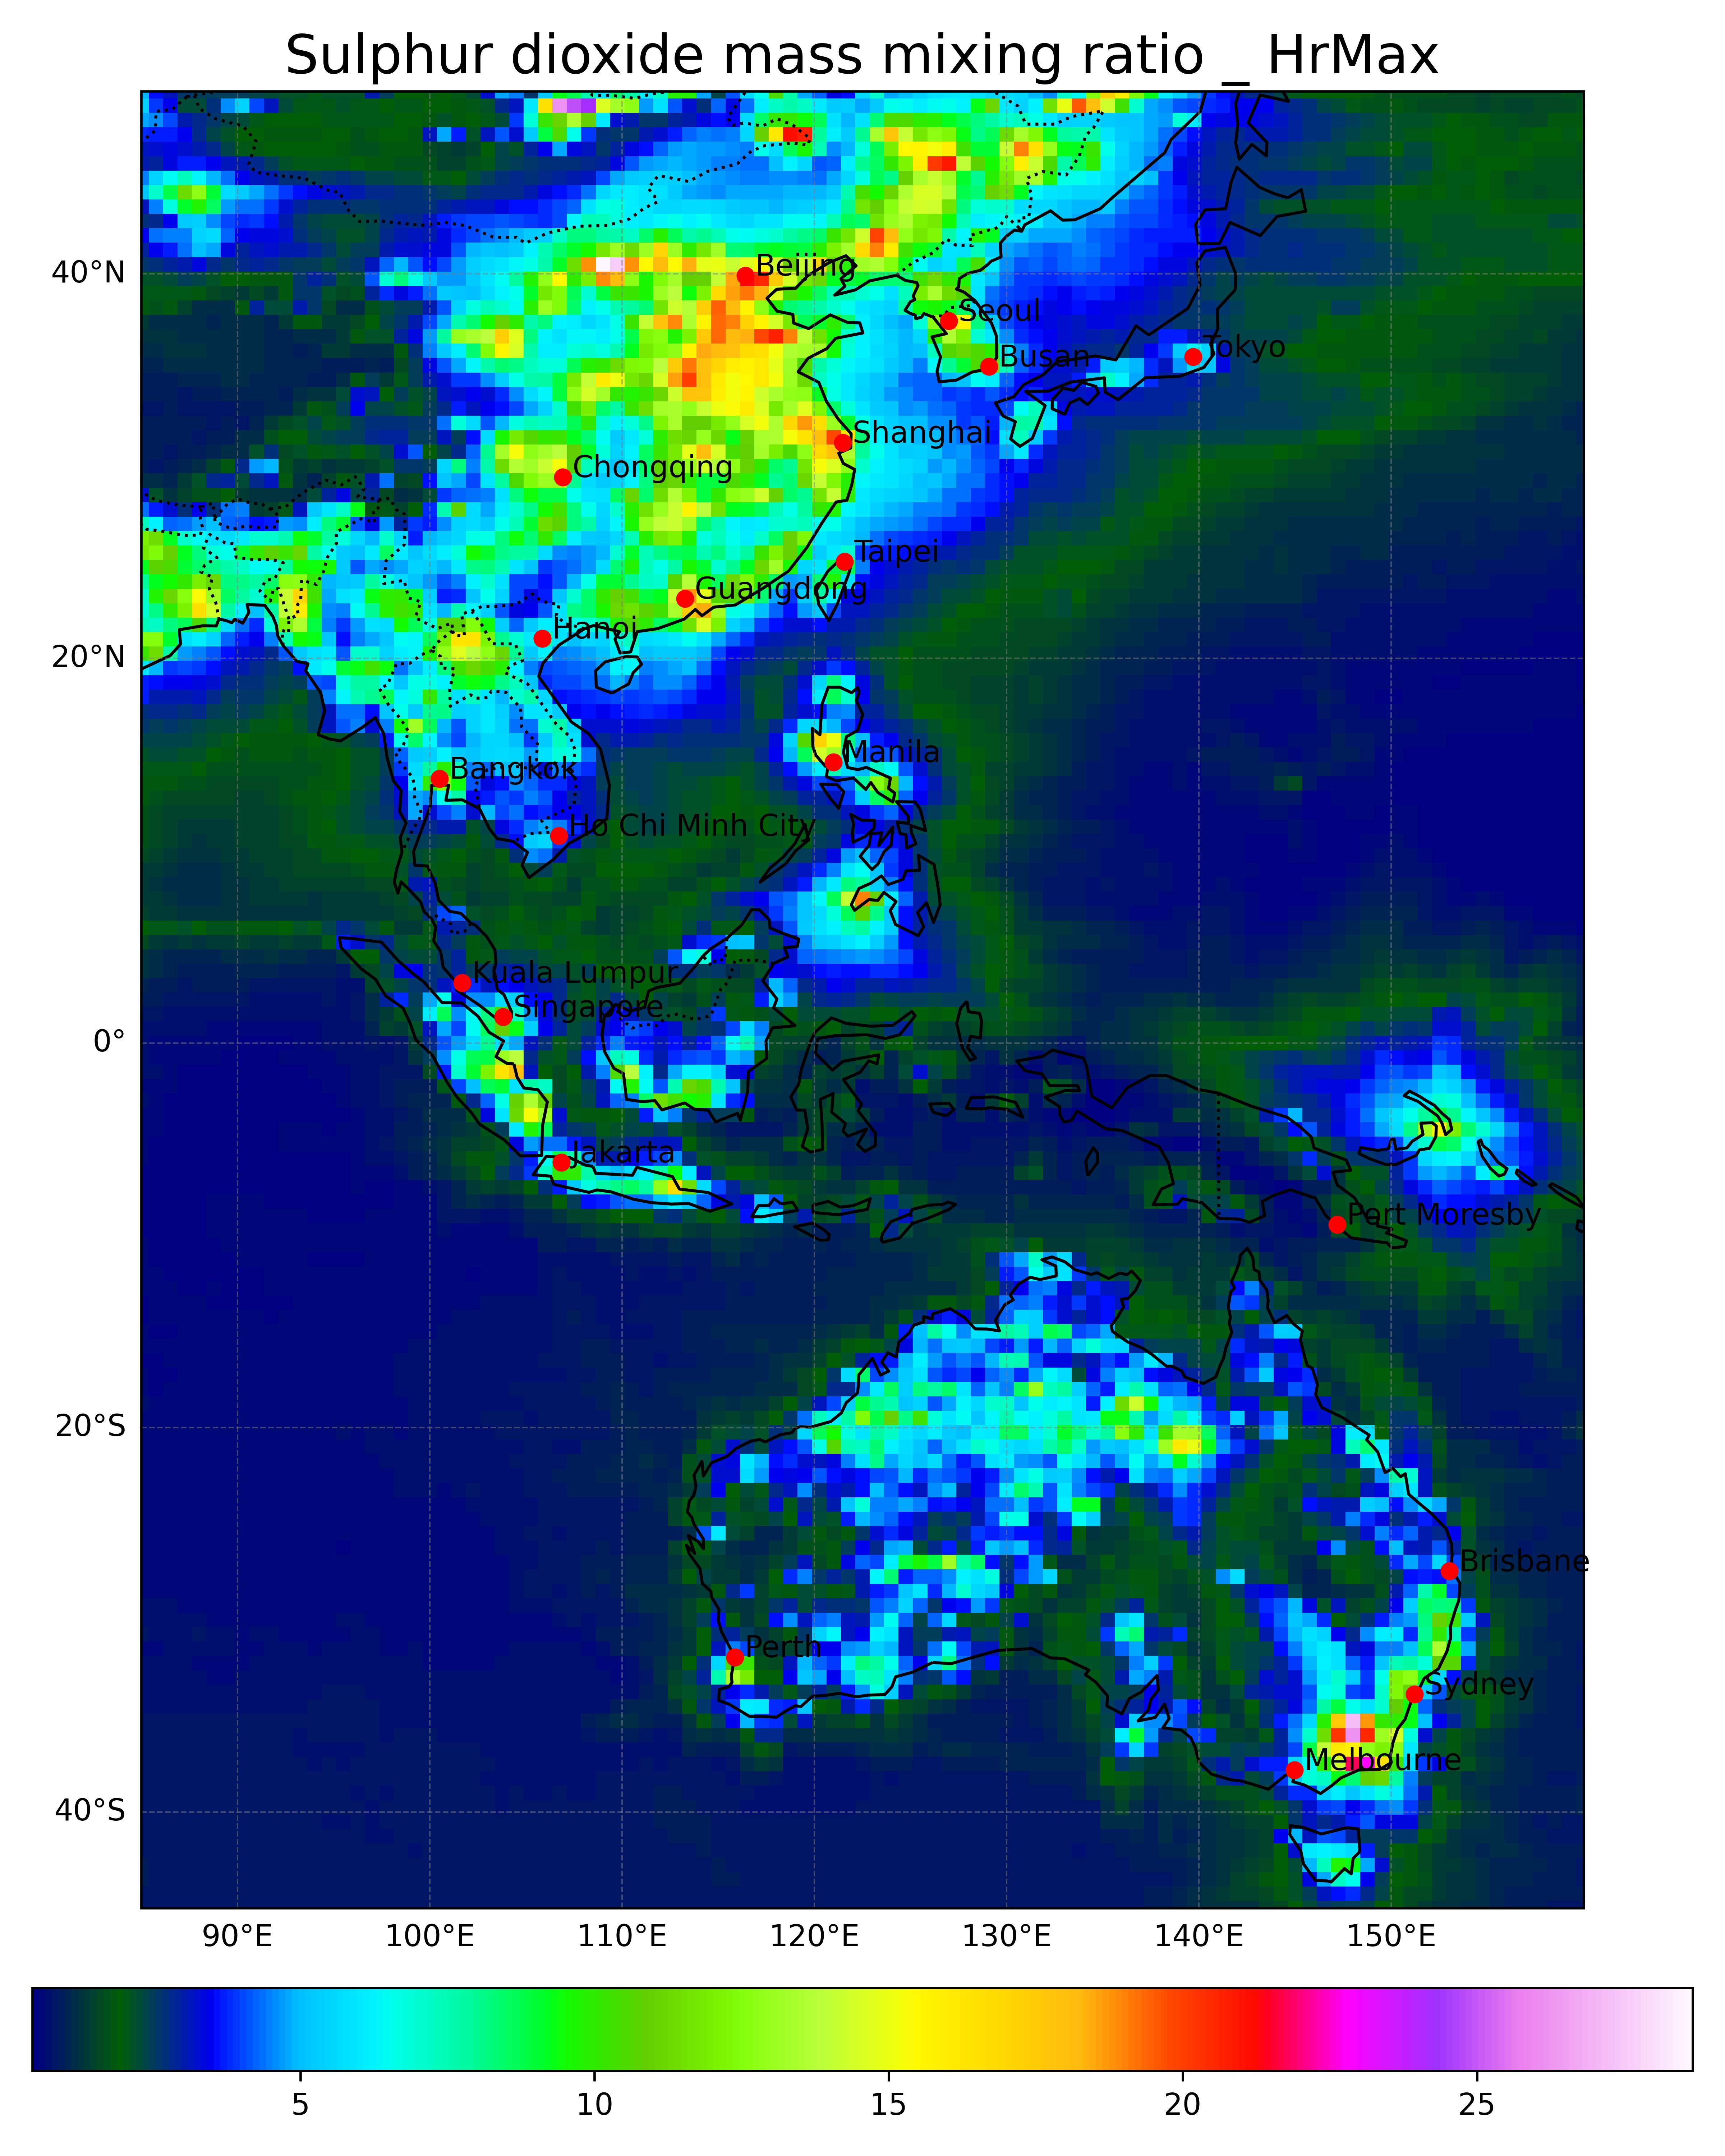 Sulphur dioxide mass mixing ratio _ HrMax
40°N
20°N
0°
20°S
40°S
Beijing
Seoul
Busan
Tokyo
Shanghai
Chongqing
Taipei
Guangdong
Hanoi
Manila
Bangkok
Ho Chi Minh City
Kuala Lumpur
Singapore
Jakarta
Port Moresby
Brisbane
Perth
Sydney
Melbourne
90°E 100°E 110°E 120°E 130°E 140°E 150°E
5 10 15 20 25